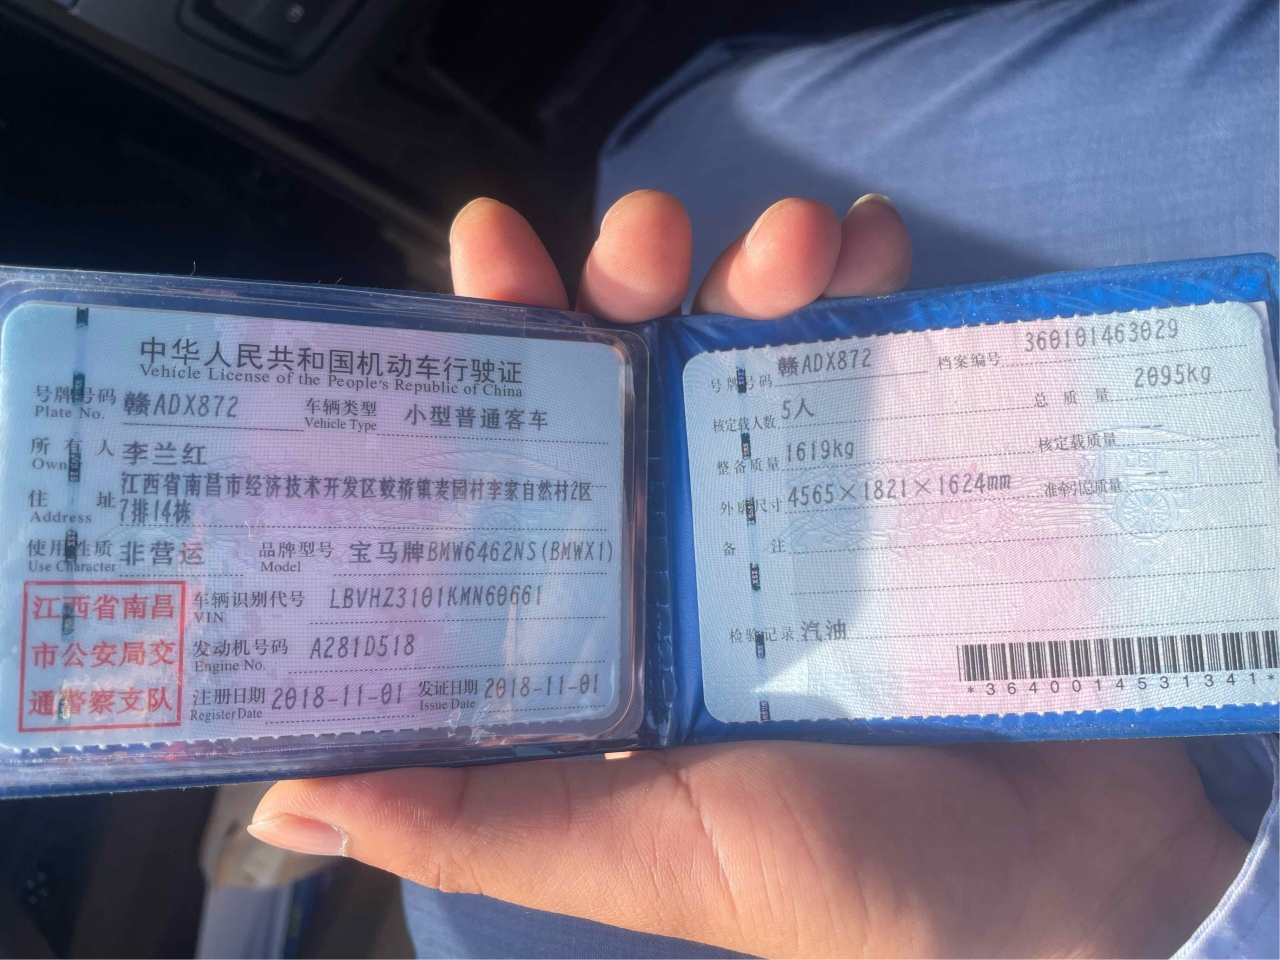 中华人民共和国机动车行驶证
Vehicle License of the People's Republic of China
号牌号码 赣ADX872 车辆类型 小型普通客车
Plate No. Vehicle Type
所有人 李兰红
Owner
住址 江西省南昌市经济技术开发区蛟桥镇麦园村李家自然村2区
Address 7排14栋
使用性质 非营运 品牌型号 宝马牌BMW6462NS(BMWX1)
Use Character Model
江西省南昌
市公安局交
通警察支队
车辆识别代号 LBVHZ3101KMN60661
VIN
发动机号码 A281D518
Engine No.
注册日期 2018-11-01 发证日期 2018-11-01
Register Date Issue Date
号牌号码 赣ADX872 档案编号 360101463029
核定载人数 5人 总质量 2095kg
整备质量 1619kg 核定载质量 --
外廓尺寸 4565×1821×1624mm 准牵引总质量 --
备注
检验记录 汽油
*3640014531341*